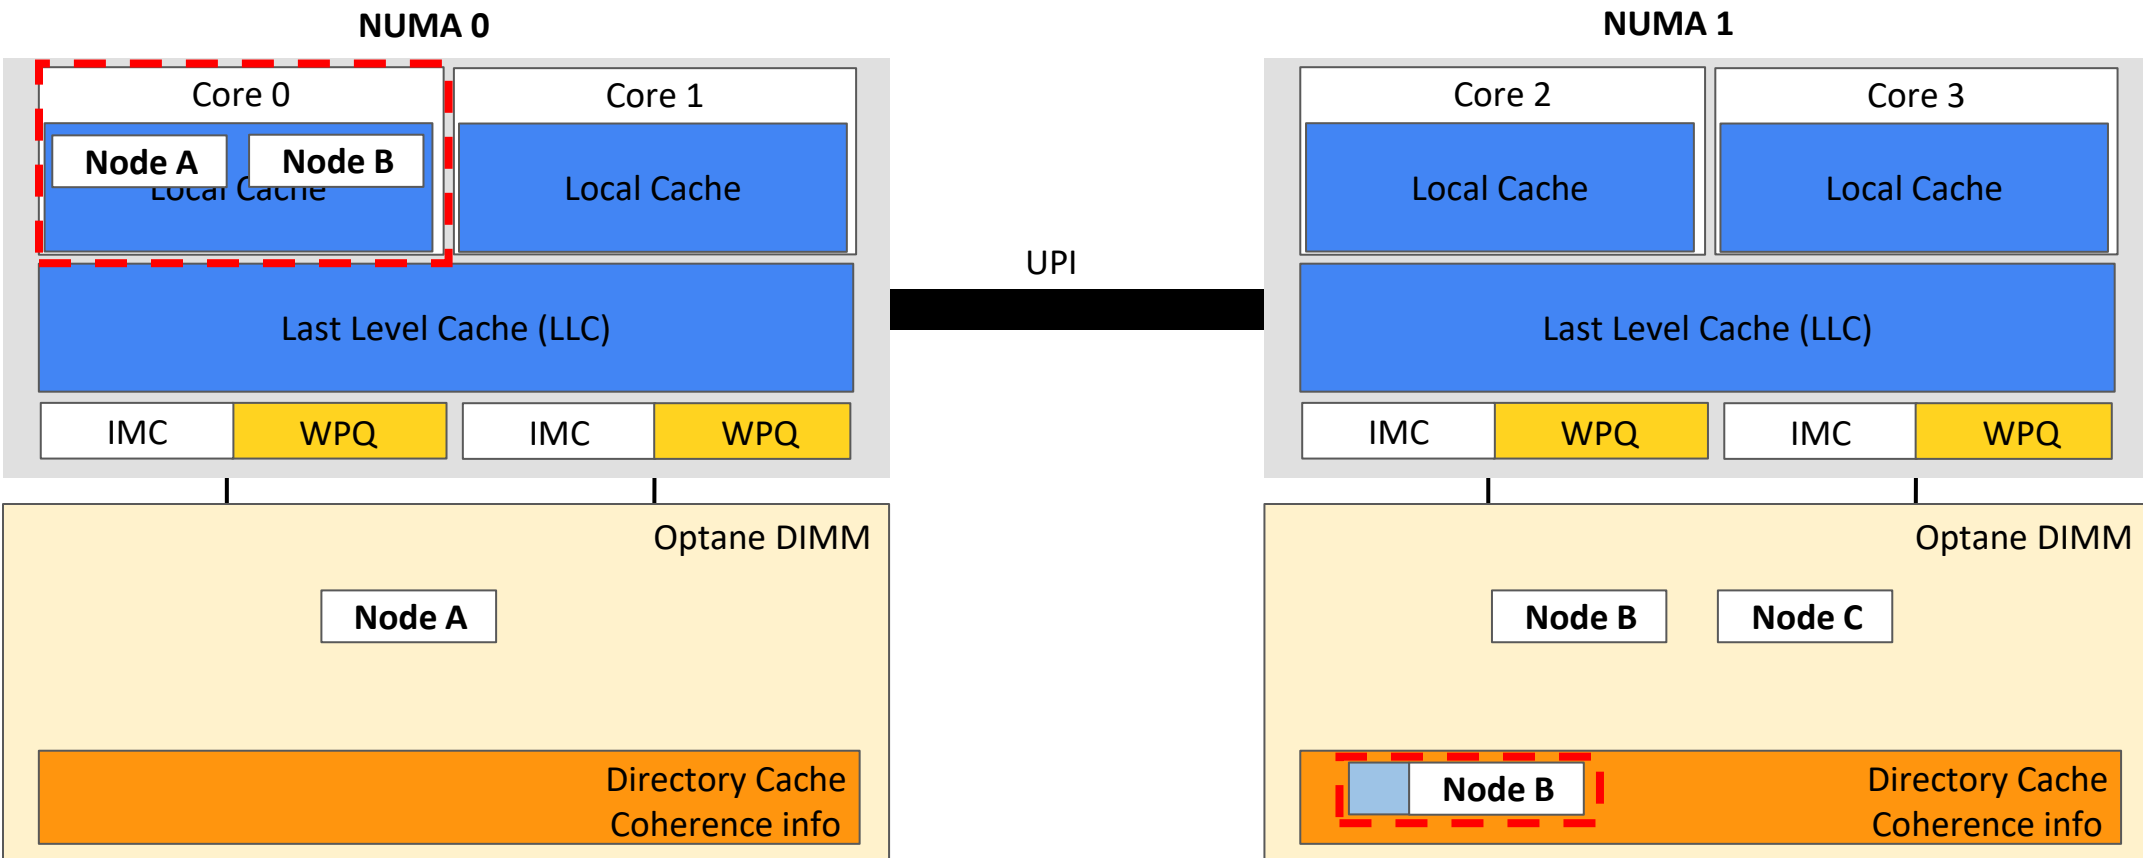 NUMA 0
Core 0
Core 1
Node A
Node B
Local Cache
Local Cache
Last Level Cache (LLC)
IMC
WPQ
IMC
WPQ
Optane DIMM
Node A
Directory Cache
Coherence info
UPI
NUMA 1
Core 2
Core 3
Local Cache
Local Cache
Last Level Cache (LLC)
IMC
WPQ
IMC
WPQ
Optane DIMM
Node B
Node C
Node B
Directory Cache
Coherence info